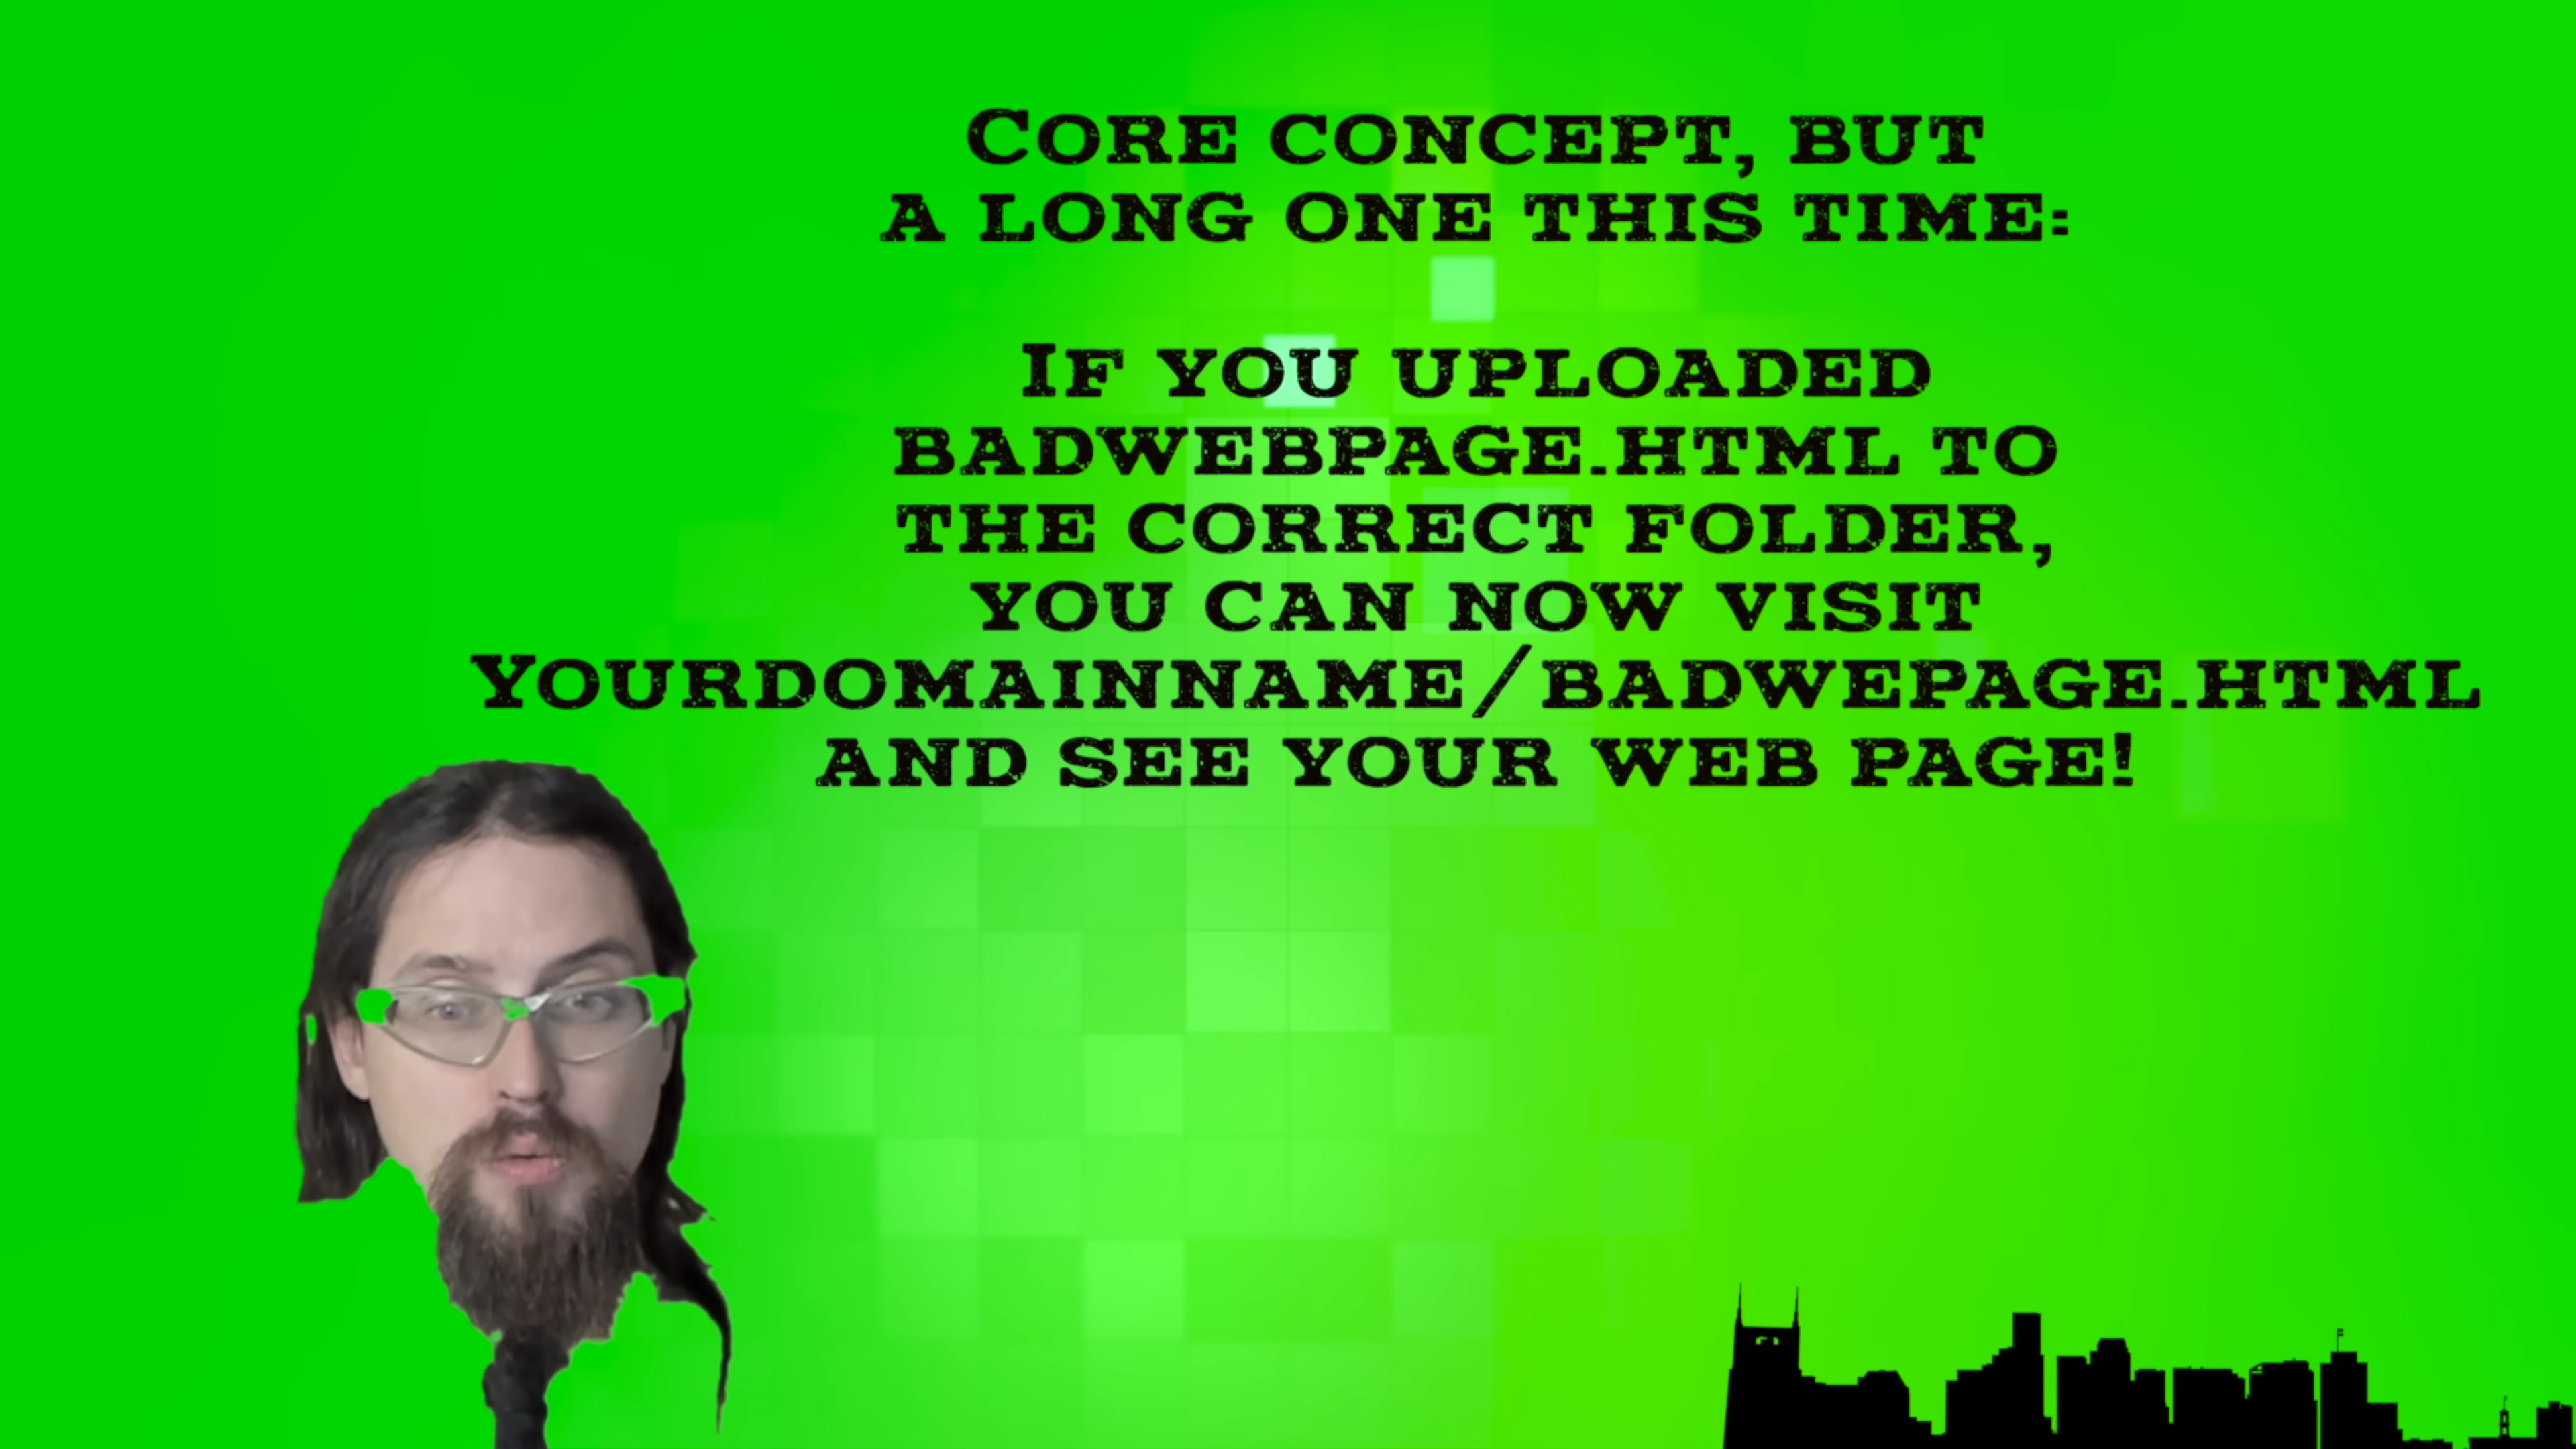 Core concept, but
a long one this time:
If you uploaded
badwebpage.html to
the correct folder,
you can now visit
Yourdomainname/badwepage.html
and see your web page!